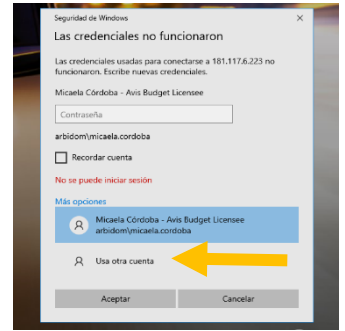 Seguridad de Windows
Las credenciales no funcionaron
Las credenciales usadas para conectarse a 181.117.6.223 no
funcionaron. Escribe nuevas credenciales.
Micaela Córdoba - Avis Budget Licensee
Contraseña
arbidom\micaela.cordoba
Recordar cuenta
No se puede iniciar sesión
Más opciones
Micaela Córdoba - Avis Budget Licensee
arbidom\micaela.cordoba
Usa otra cuenta
Aceptar
Cancelar